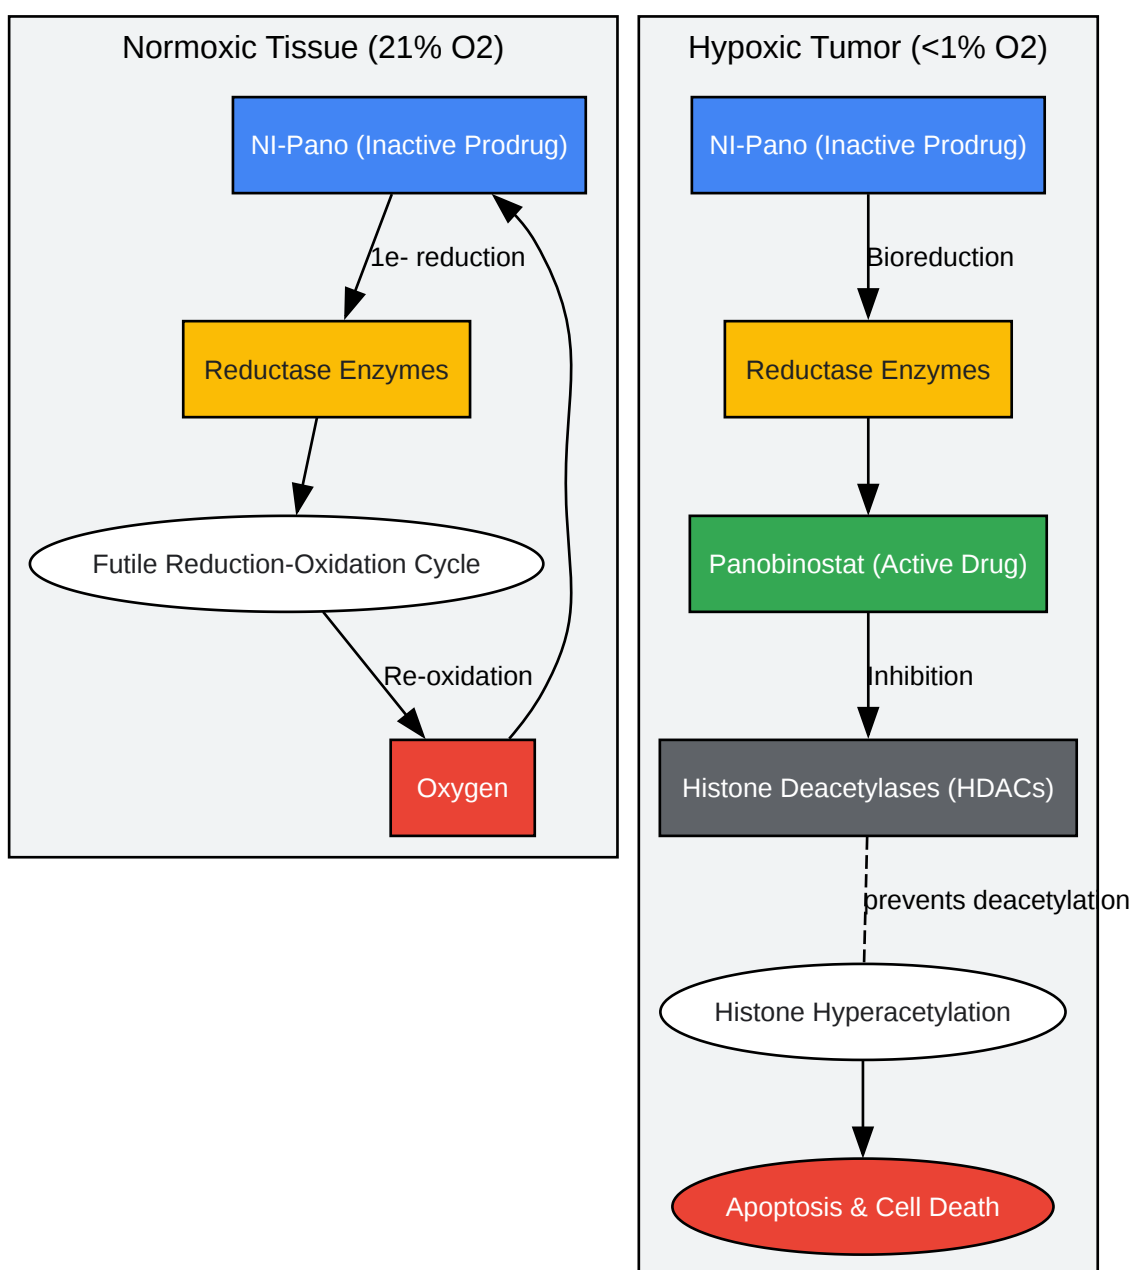 Normoxic Tissue (21% O2)
NI-Pano (Inactive Prodrug)
1e- reduction
Reductase Enzymes
Futile Reduction-Oxidation Cycle
Re-oxidation
Oxygen
Hypoxic Tumor (<1% O2)
NI-Pano (Inactive Prodrug)
Bioreduction
Reductase Enzymes
Panobinostat (Active Drug)
Inhibition
Histone Deacetylases (HDACs)
prevents deacetylation
Histone Hyperacetylation
Apoptosis & Cell Death